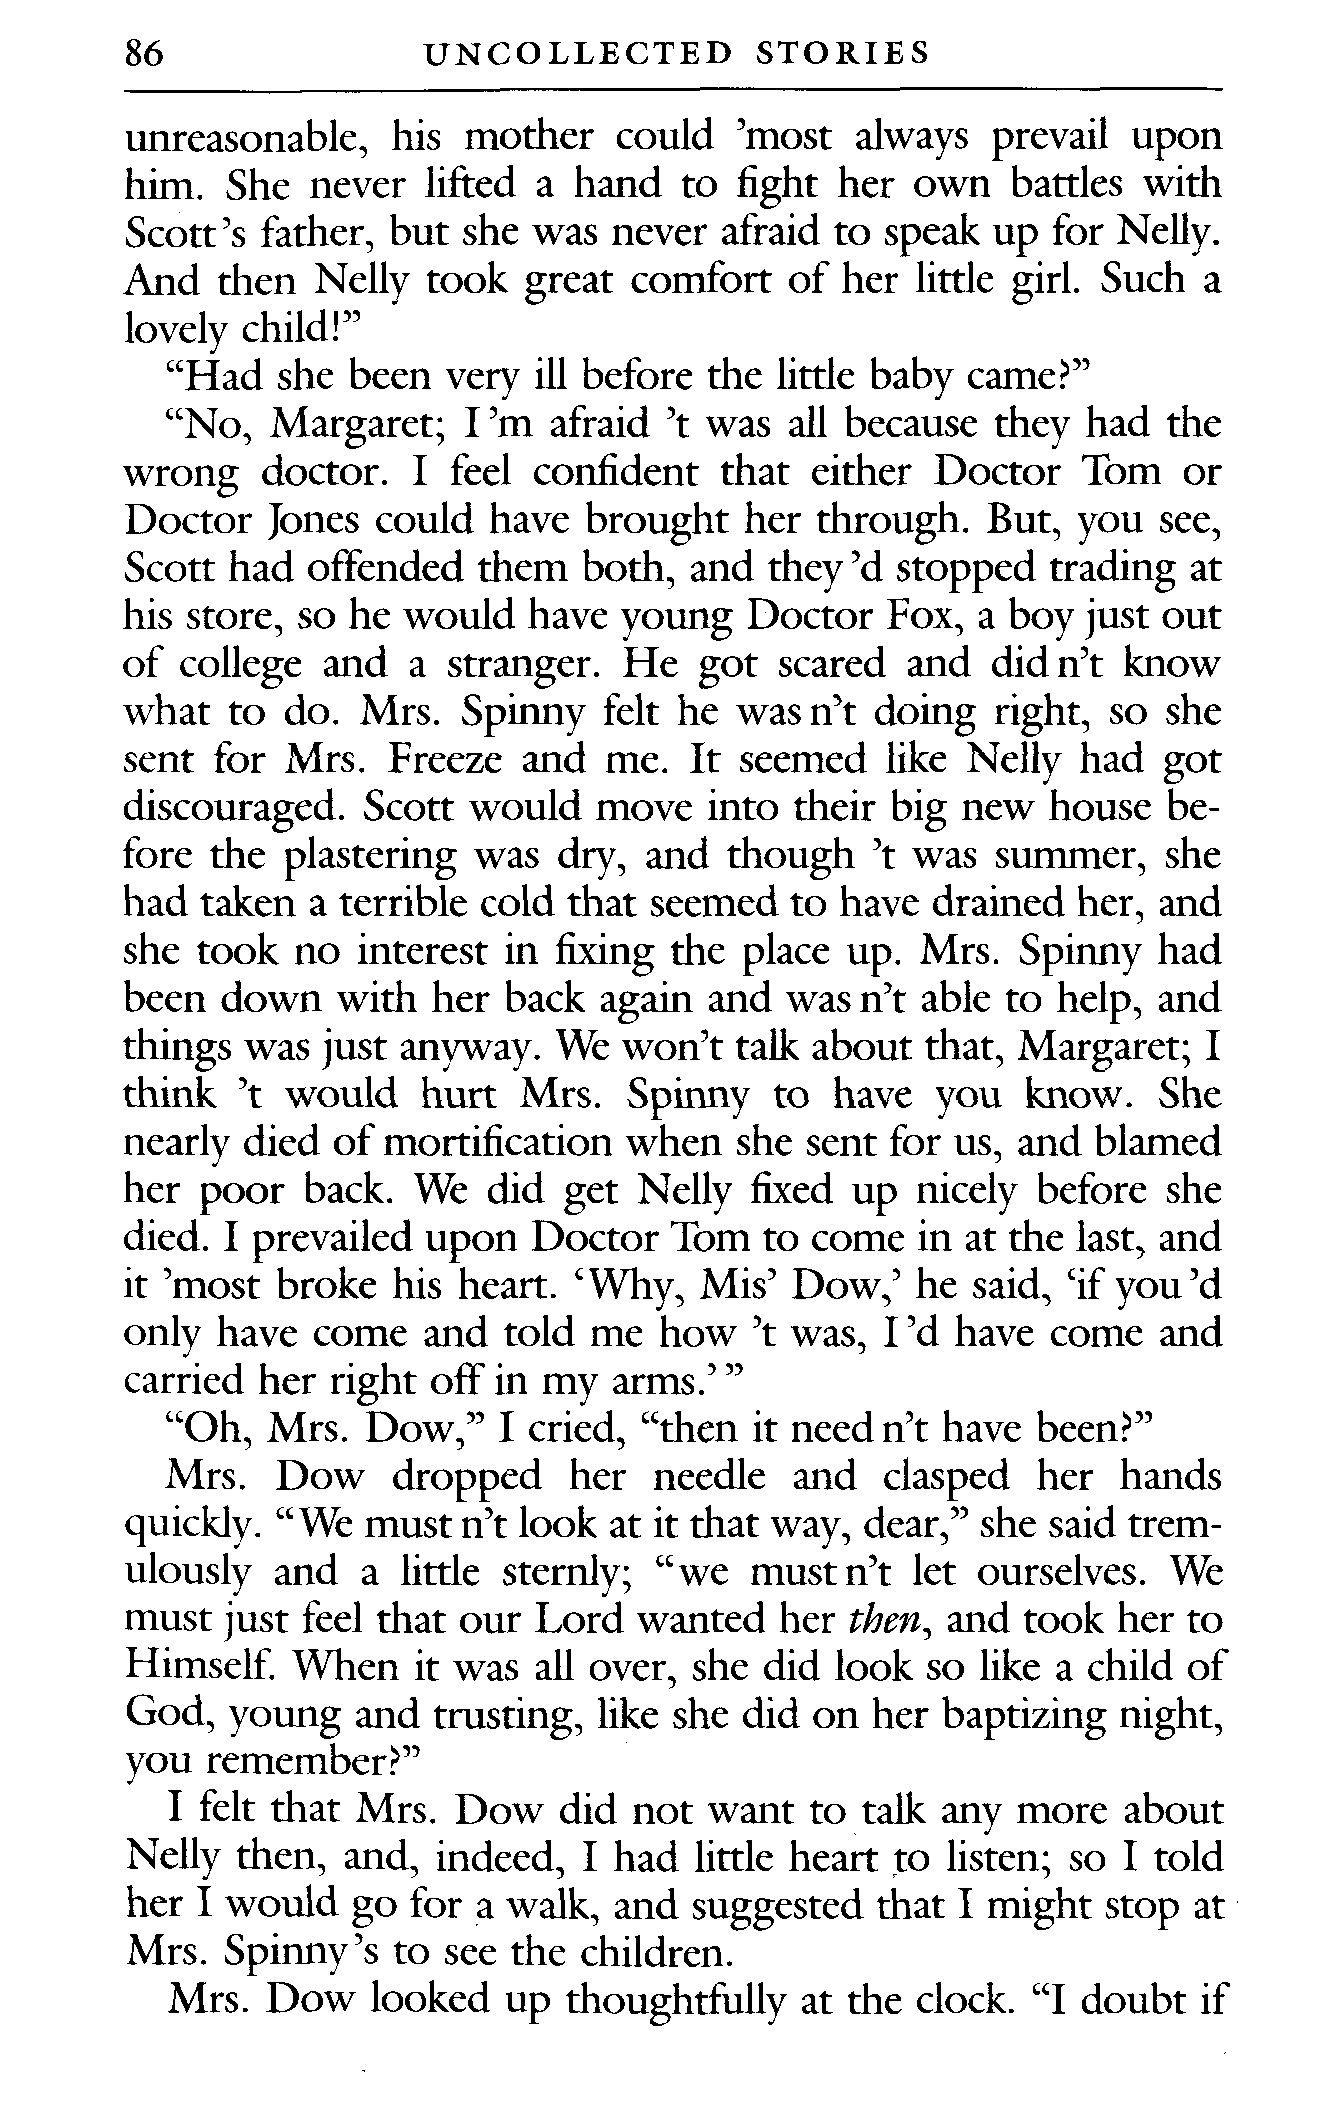 86 UNCOLLECTED STORIES
unreasonable, his mother could ’most always prevail upon
him. She never lifted a hand to fight her own battles with
Scott’s father, but she was never afraid to speak up for Nelly.
And then Nelly took great comfort of her little girl. Such a
lovely child!”
“Had she been very ill before the little baby came?”
“No, Margaret; I ’m afraid ’t was all because they had the
wrong doctor. I feel confident that either Doctor Tom or
Doctor Jones could have brought her through. But, you see,
Scott had offended them both, and they ’d stopped trading at
his store, so he would have young Doctor Fox, a boy just out
of college and a stranger. He got scared and did n’t know
what to do. Mrs. Spinny felt he was n’t doing right, so she
sent for Mrs. Freeze and me. It seemed like Nelly had got
discouraged. Scott would move into their big new house be-
fore the plastering was dry, and though ’t was summer, she
had taken a terrible cold that seemed to have drained her, and
she took no interest in fixing the place up. Mrs. Spinny had
been down with her back again and was n’t able to help, and
things was just anyway. We won’t talk about that, Margaret; I
think ’t would hurt Mrs. Spinny to have you know. She
nearly died of mortification when she sent for us, and blamed
her poor back. We did get Nelly fixed up nicely before she
died. I prevailed upon Doctor Tom to come in at the last, and
it ’most broke his heart. ‘Why, Mis’ Dow,’ he said, ‘if you ’d
only have come and told me how ’t was, I ’d have come and
carried her right off in my arms.’ ”
“Oh, Mrs. Dow,” I cried, “then it need n’t have been?”
Mrs. Dow dropped her needle and clasped her hands
quickly. “We must n’t look at it that way, dear,” she said trem-
ulously and a little sternly; “we must n’t let ourselves. We
must just feel that our Lord wanted her then, and took her to
Himself. When it was all over, she did look so like a child of
God, young and trusting, like she did on her baptizing night,
you remember?”
I felt that Mrs. Dow did not want to talk any more about
Nelly then, and, indeed, I had little heart to listen; so I told
her I would go for a walk, and suggested that I might stop at
Mrs. Spinny’s to see the children.
Mrs. Dow looked up thoughtfully at the clock. “I doubt if